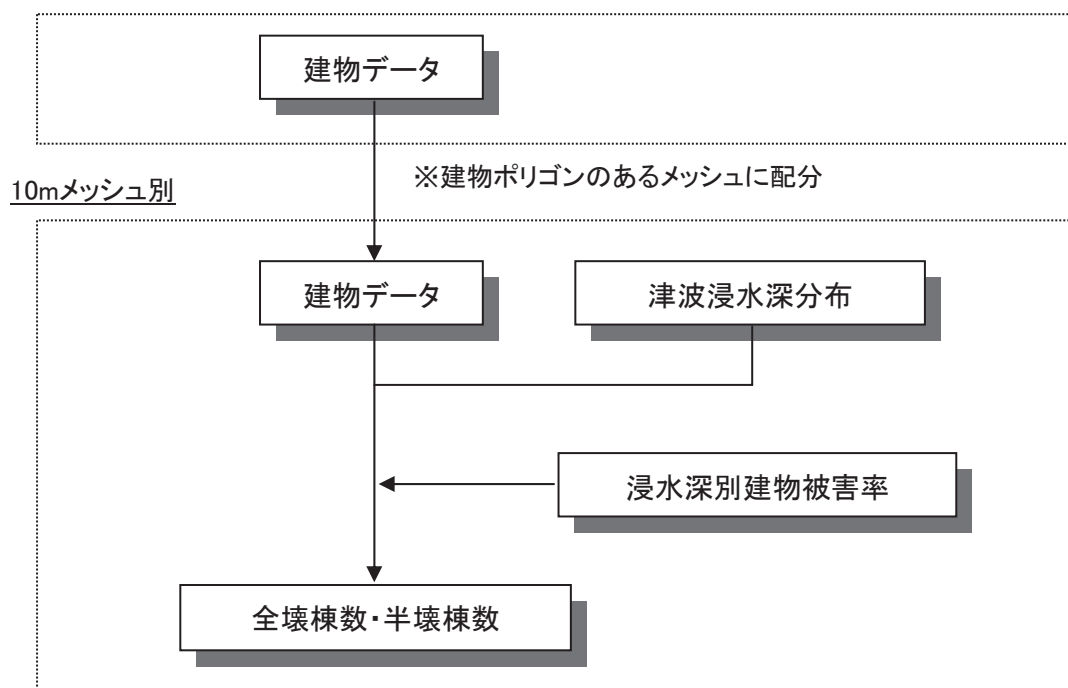 建物データ
※建物ポリゴンのあるメッシュに配分
10mメッシュ別
建物データ
津波浸水深分布
浸水深別建物被害率
全壊棟数・半壊棟数